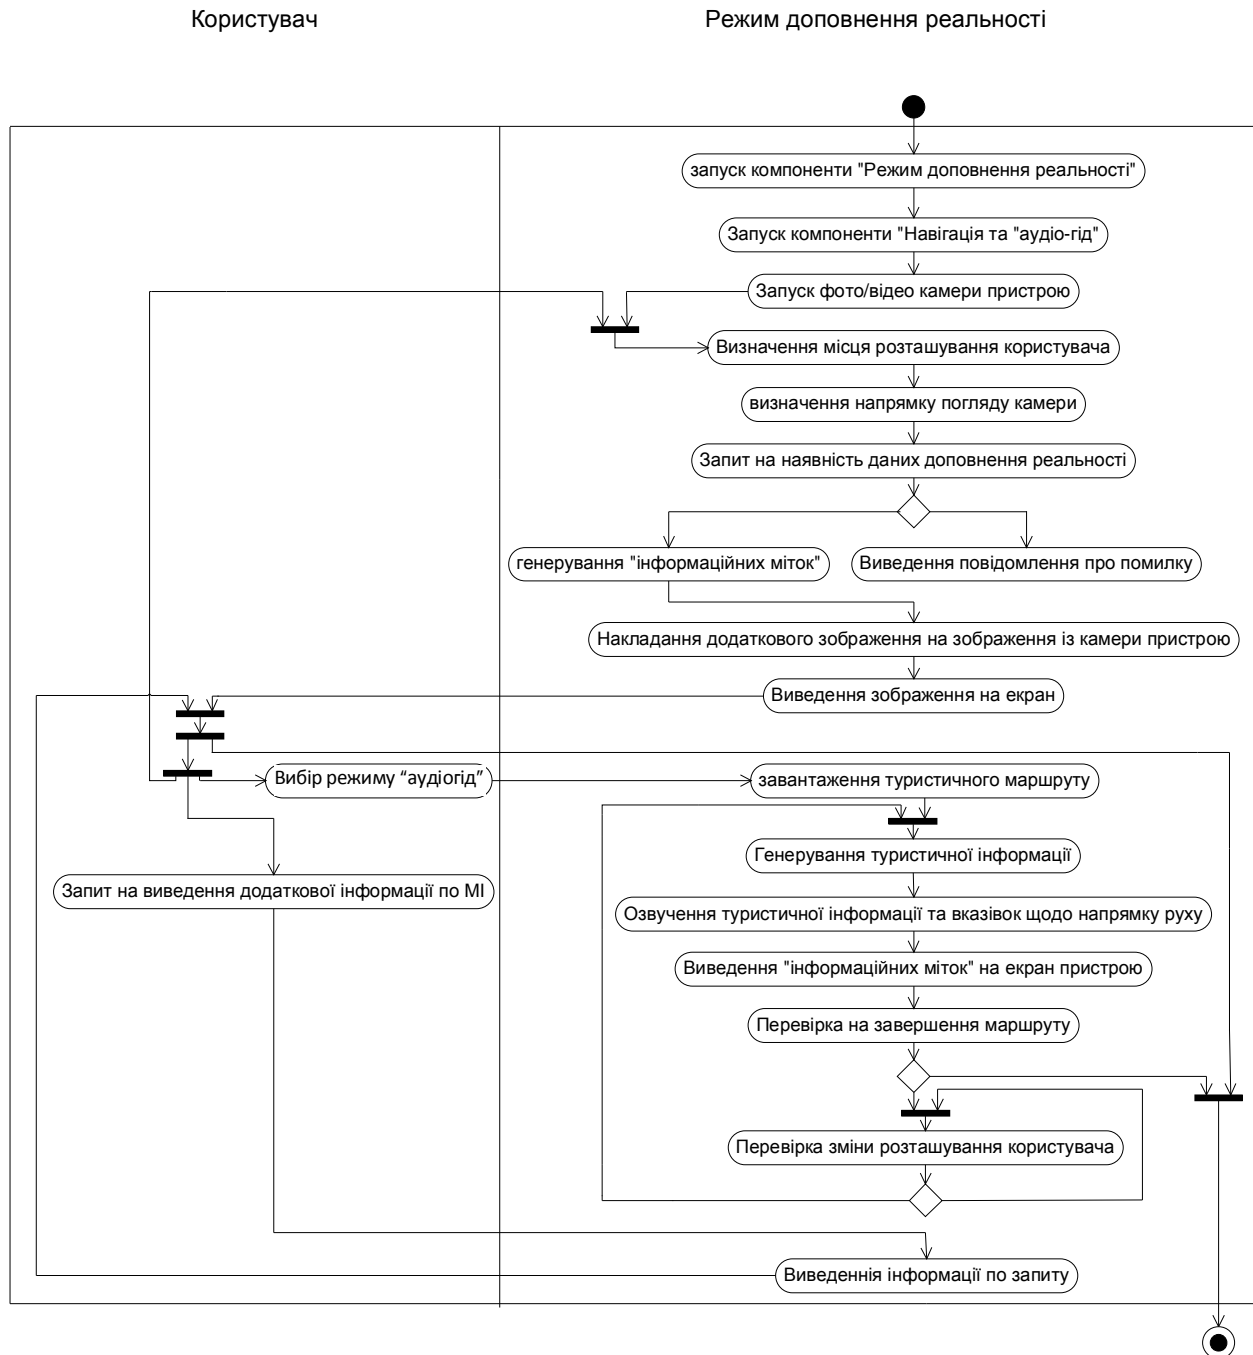 Користувач
Режим доповнення реальності
запуск компоненти "Режим доповнення реальності"
Запуск компоненти "Навігація та "аудіо-гід"
Запуск фото/відео камери пристрою
Визначення місця розташування користувача
визначення напрямку погляду камери
Запит на наявність даних доповнення реальності
генерування "інформаційних міток"
Виведення повідомлення про помилку
Накладання додаткового зображення на зображення із камери пристрою
Виведення зображення на екран
Вибір режиму “аудіогід”
завантаження туристичного маршруту
Генерування туристичної інформації
Запит на виведення додаткової інформації по МІ
Озвучення туристичної інформації та вказівок щодо напрямку руху
Виведення "інформаційних міток" на екран пристрою
Перевірка на завершення маршруту
Перевірка зміни розташування користувача
Виведеннія інформації по запиту